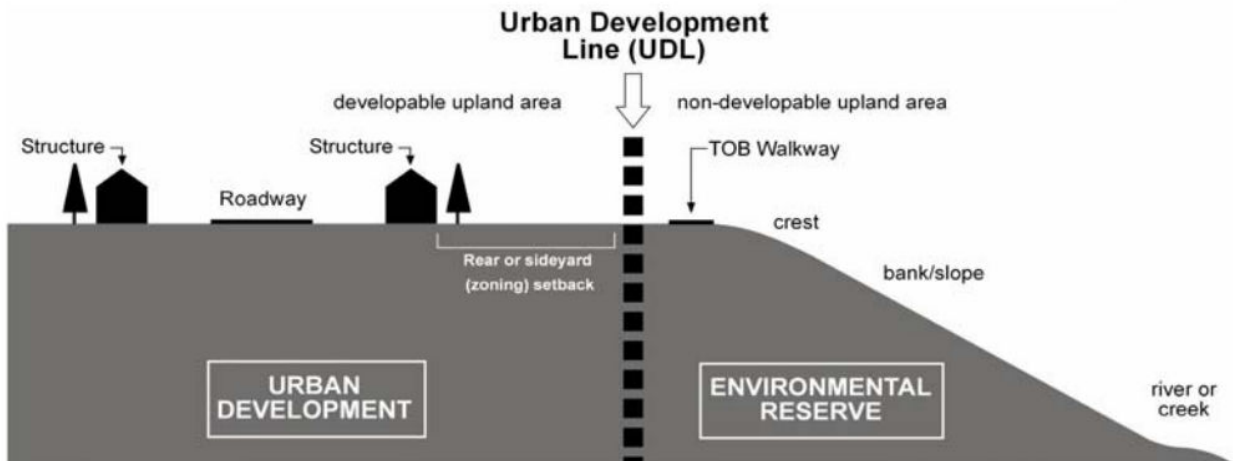 Urban Development
Line (UDL)
developable upland area
non-developable upland area
Structure
Structure
TOB Walkway
Roadway
crest
Rear or sideyard
(zoning) setback
bank/slope
URBAN
DEVELOPMENT
ENVIRONMENTAL
RESERVE
river or
creek